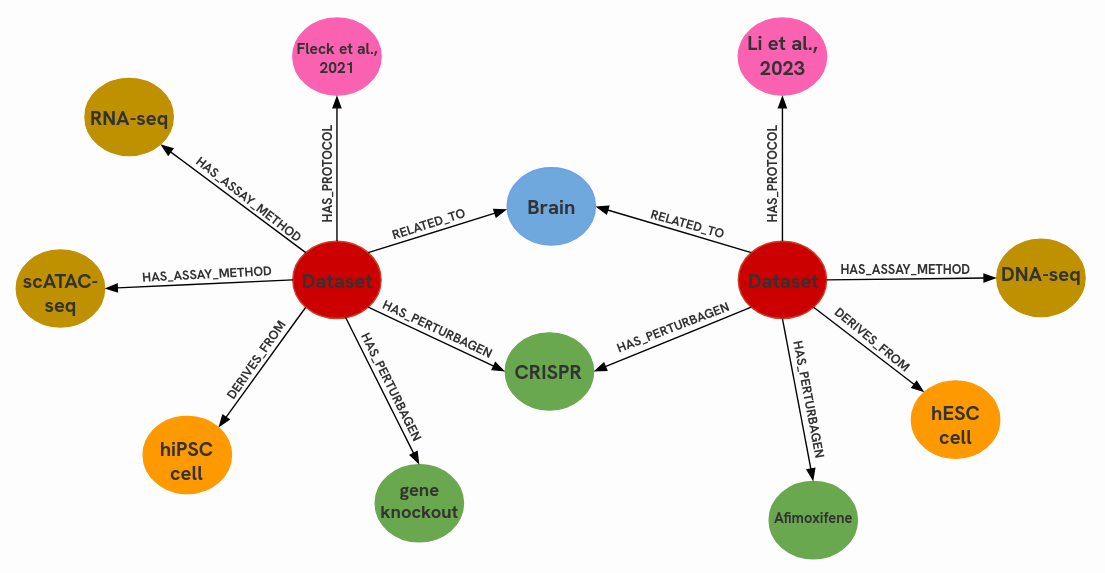 Fleck et al.,
2021
Li et al.,
2023
RNA-seq
HAS_PROTOCOL
HAS_PROTOCOL
HAS_ASSAY_METHOD
Brain
RELATED_TO
RELATED_TO
scATAC-
seq
HAS_ASSAY_METHOD
Dataset
Dataset
HAS_ASSAY_METHOD
DNA-seq
HAS_PERTURBAGEN
HAS_PERTURBAGEN
DERIVES_FROM
DERIVES_FROM
HAS_PERTURBAGEN
CRISPR
HAS_PERTURBAGEN
hESC
cell
hiPSC
cell
gene
knockout
Afimoxifene